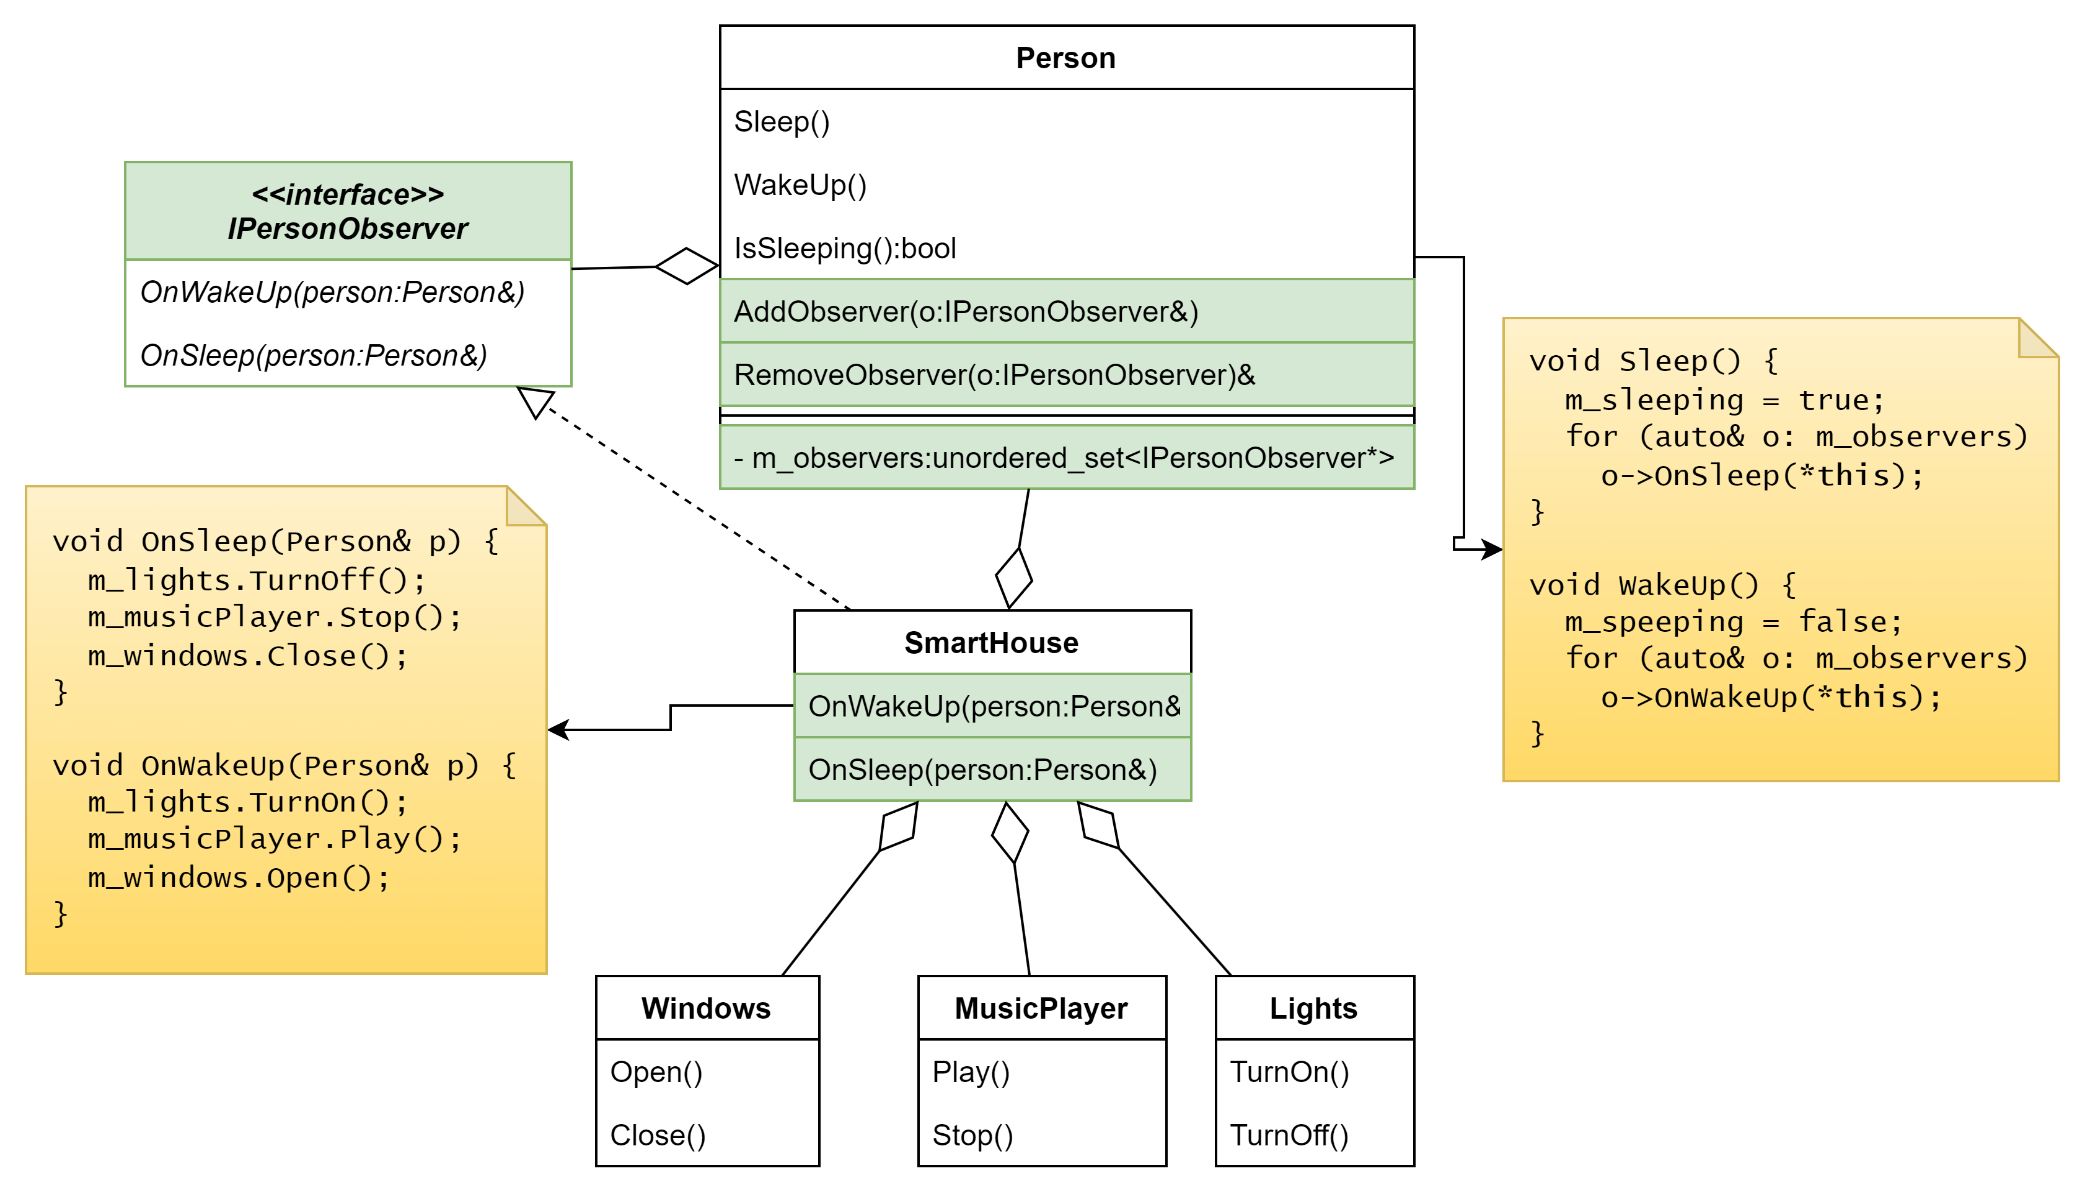 Person
Sleep()
WakeUp()
IsSleeping():bool
AddObserver(o:IPersonObserver&)
RemoveObserver(o:IPersonObserver)&
- m_observers:unordered_set<IPersonObserver*>
<<interface>>
IPersonObserver
OnWakeUp(person:Person&)
OnSleep(person:Person&)
void Sleep() {
  m_sleeping = true;
  for (auto& o: m_observers)
    o->OnSleep(*this);
}
void WakeUp() {
  m_speeping = false;
  for (auto& o: m_observers)
    o->OnWakeUp(*this);
}
void OnSleep(Person& p) {
  m_lights.TurnOff();
  m_musicPlayer.Stop();
  m_windows.Close();
}
void OnWakeUp(Person& p) {
  m_lights.TurnOn();
  m_musicPlayer.Play();
  m_windows.Open();
}
SmartHouse
OnWakeUp(person:Person&
OnSleep(person:Person&)
Windows
Open()
Close()
MusicPlayer
Play()
Stop()
Lights
TurnOn()
TurnOff()